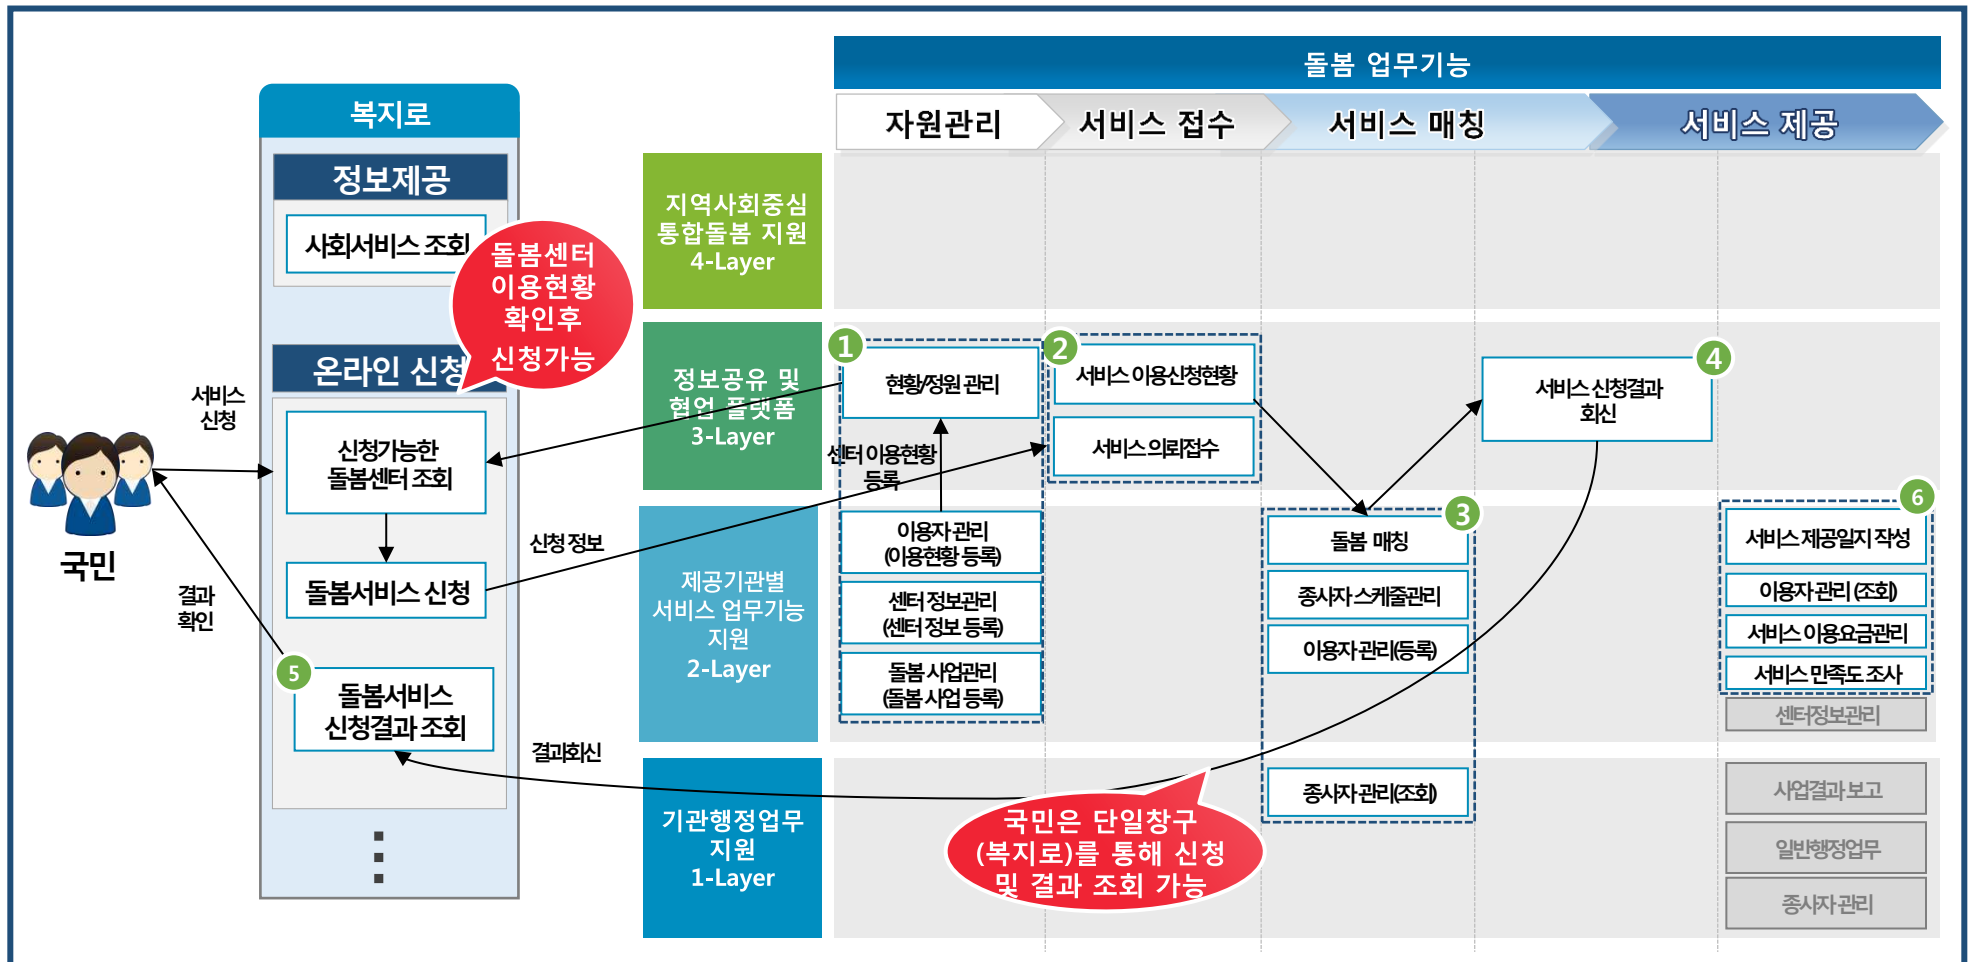 돌봄 업무기능
자원관리
서비스 접수
서비스 매칭
서비스 제공
복지로
정보제공
사회서비스 조회
돌봄센터
이용현황
확인후
신청가능
온라인 신청
신청가능한
돌봄센터 조회
돌봄서비스 신청
5
돌봄서비스
신청결과 조회
서비스
신청
국민
결과
확인
신청 정보
결과회신
지역사회중심
통합돌봄 지원
4-Layer
정보공유 및
협업 플랫폼
3-Layer
1
현황/정원 관리
센터 이용현황
등록
2
서비스 이용신청현황
서비스 의뢰접수
4
서비스 신청결과
회신
제공기관별
서비스 업무기능
지원
2-Layer
이용자 관리
(이용현황 등록)
센터 정보관리
(센터 정보 등록)
돌봄 사업관리
(돌봄 사업 등록)
3
돌봄 매칭
종사자 스케줄관리
이용자 관리(등록)
6
서비스 제공일지 작성
이용자 관리 (조회)
서비스 이용요금관리
서비스 만족도 조사
센터정보관리
기관행정업무
지원
1-Layer
종사자 관리(조회)
국민은 단일창구
(복지로)를 통해 신청
및 결과 조회 가능
사업결과 보고
일반행정업무
종사자 관리